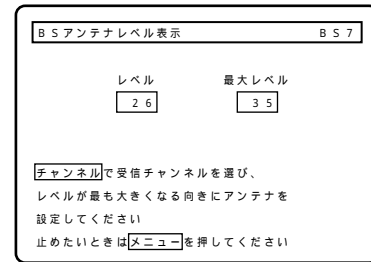 BSアンテナレベル表示 BS7
レベル 最大レベル
26 35
チャンネルで受信チャンネルを選び、
レベルが最も大きくなる向きにアンテナを
設定してください
止めたいときはメニューを押してください